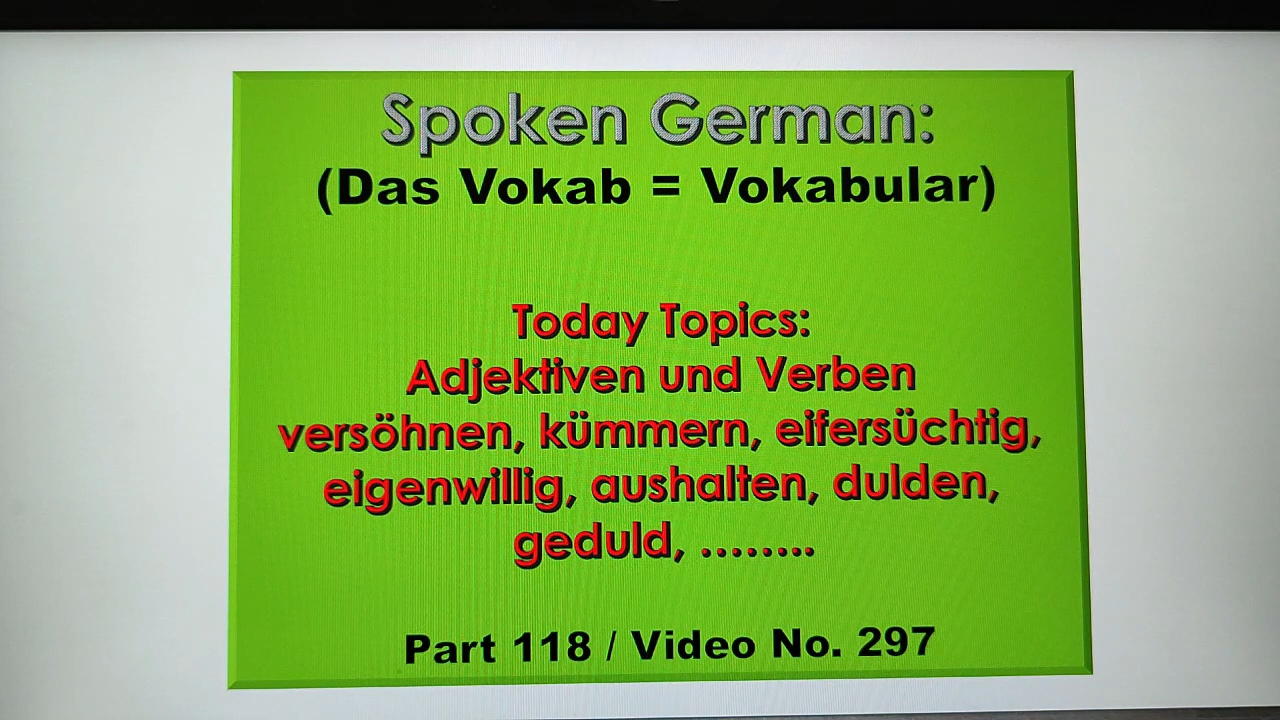 Spoken German:
(Das Vokab = Vokabular)
Today Topics:
Adjektiven und Verben
versöhnen, kümmern, eifersüchtig,
eigenwillig, aushalten, dulden,
geduld, ........
Part 118 / Video No. 297